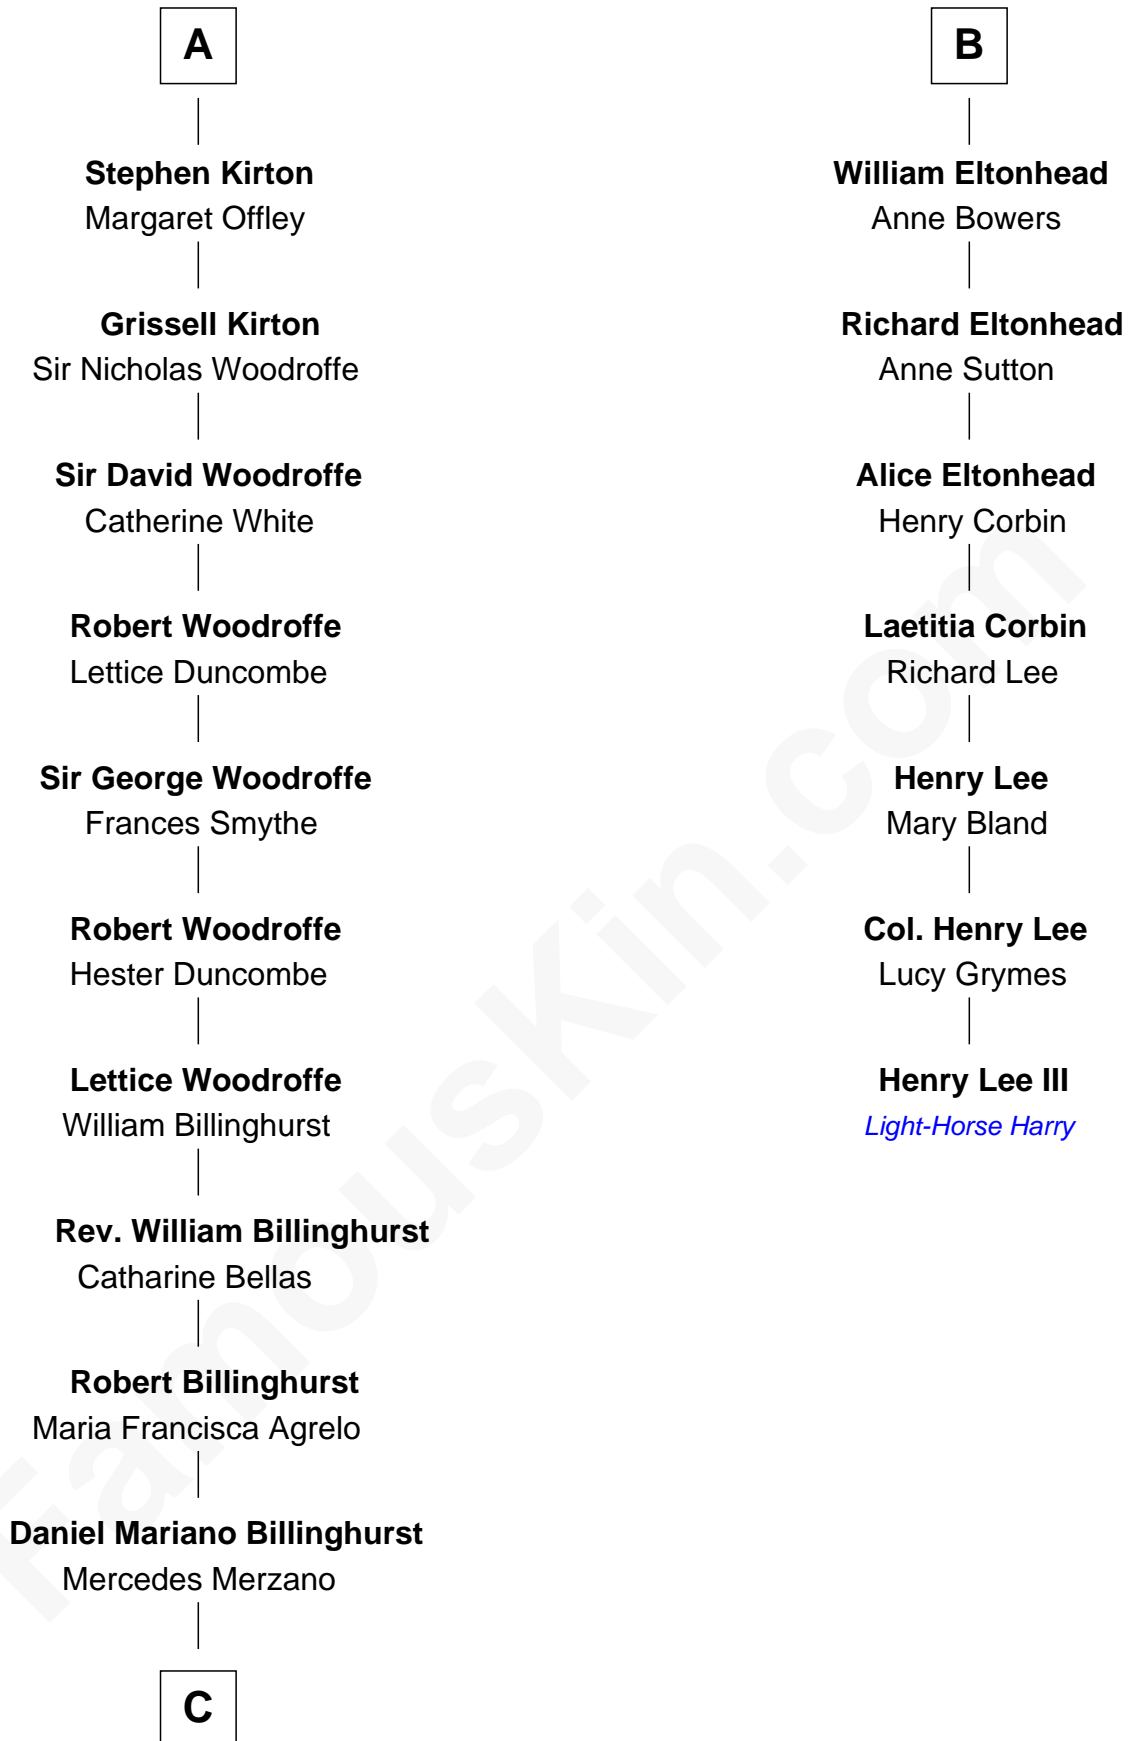 A
Stephen Kirton
Margaret Offley
Grissell Kirton
Sir Nicholas Woodroffe
Sir David Woodroffe
Catherine White
Robert Woodroffe
Lettice Duncombe
Sir George Woodroffe
Frances Smythe
Robert Woodroffe
Hester Duncombe
Lettice Woodroffe
William Billinghurst
Rev. William Billinghurst
Catharine Bellas
Robert Billinghurst
Maria Francisca Agrelo
Daniel Mariano Billinghurst
Mercedes Merzano
C
B
William Eltonhead
Anne Bowers
Richard Eltonhead
Anne Sutton
Alice Eltonhead
Henry Corbin
Laetitia Corbin
Richard Lee
Henry Lee
Mary Bland
Col. Henry Lee
Lucy Grymes
Henry Lee III
Light-Horse Harry
FamousKin.com